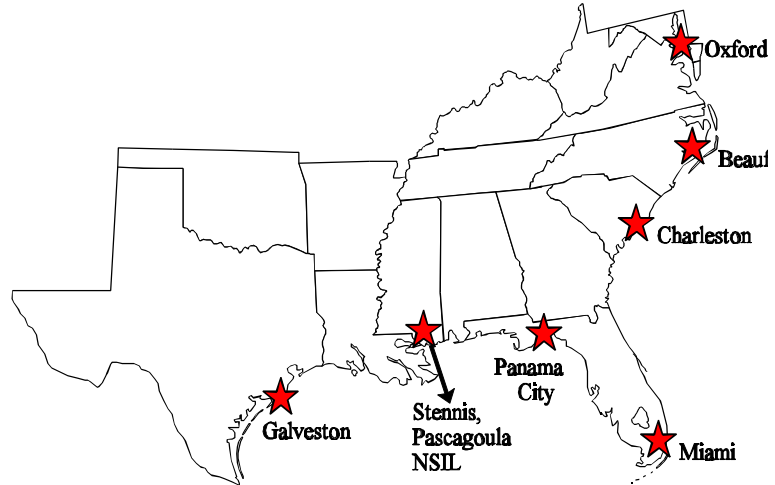 Oxford
Beauf
Charleston
Panama
City
Stennis,
Pascagoula
NSIL
Galveston
Miami